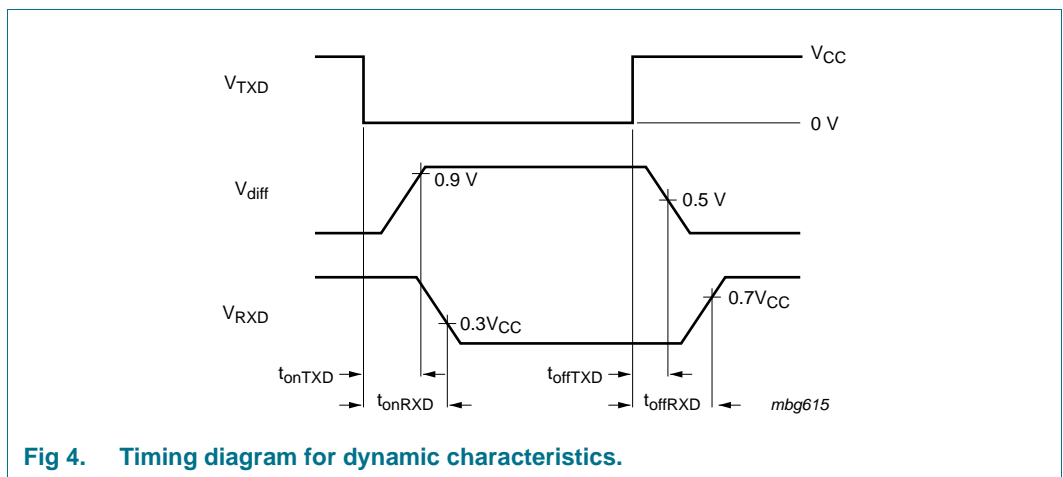 V_TXD
V_CC
0 V
V_diff
0.9 V
0.5 V
V_RXD
0.3V_CC
0.7V_CC
t_onTXD
t_offTXD
t_onRXD
t_offRXD
mbg615
Fig 4. Timing diagram for dynamic characteristics.